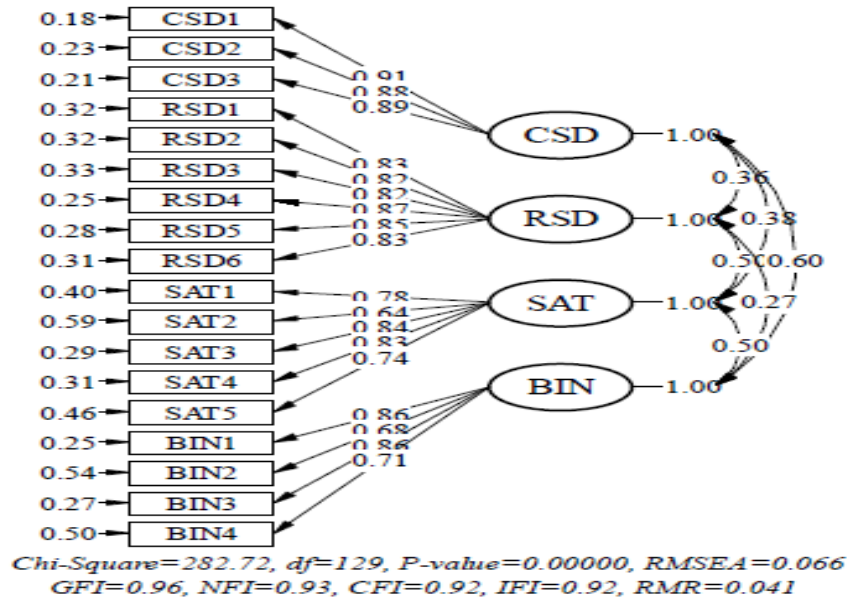 0.18 CSD1
0.23 CSD2
0.21 CSD3
0.32 RSD1
0.32 RSD2
0.33 RSD3
0.25 RSD4
0.28 RSD5
0.31 RSD6
0.40 SAT1
0.59 SAT2
0.29 SAT3
0.31 SAT4
0.46 SAT5
0.25 BIN1
0.54 BIN2
0.27 BIN3
0.50 BIN4
0.91
0.88
0.89
0.83
0.82
0.82
0.87
0.85
0.83
0.78
0.64
0.84
0.83
0.74
0.86
0.68
0.86
0.71
CSD 1.00
RSD 1.00
SAT 1.00
BIN 1.00
0.36
0.38
0.50 0.60
0.27
0.50
Chi-Square=282.72, df=129, P-value=0.00000, RMSEA=0.066
GFI=0.96, NFI=0.93, CFI=0.92, IFI=0.92, RMR=0.041